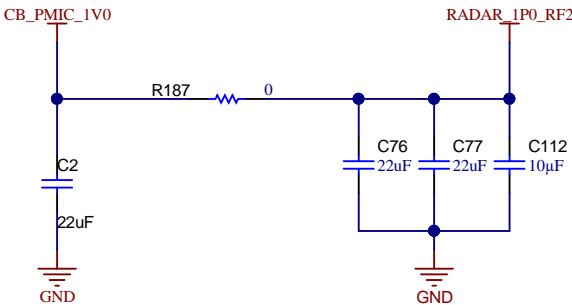 CB_PMIC_1V0
RADAR_1P0_RF2
R187
0
C2
22uF
C76
22uF
C77
22uF
C112
10µF
GND
GND